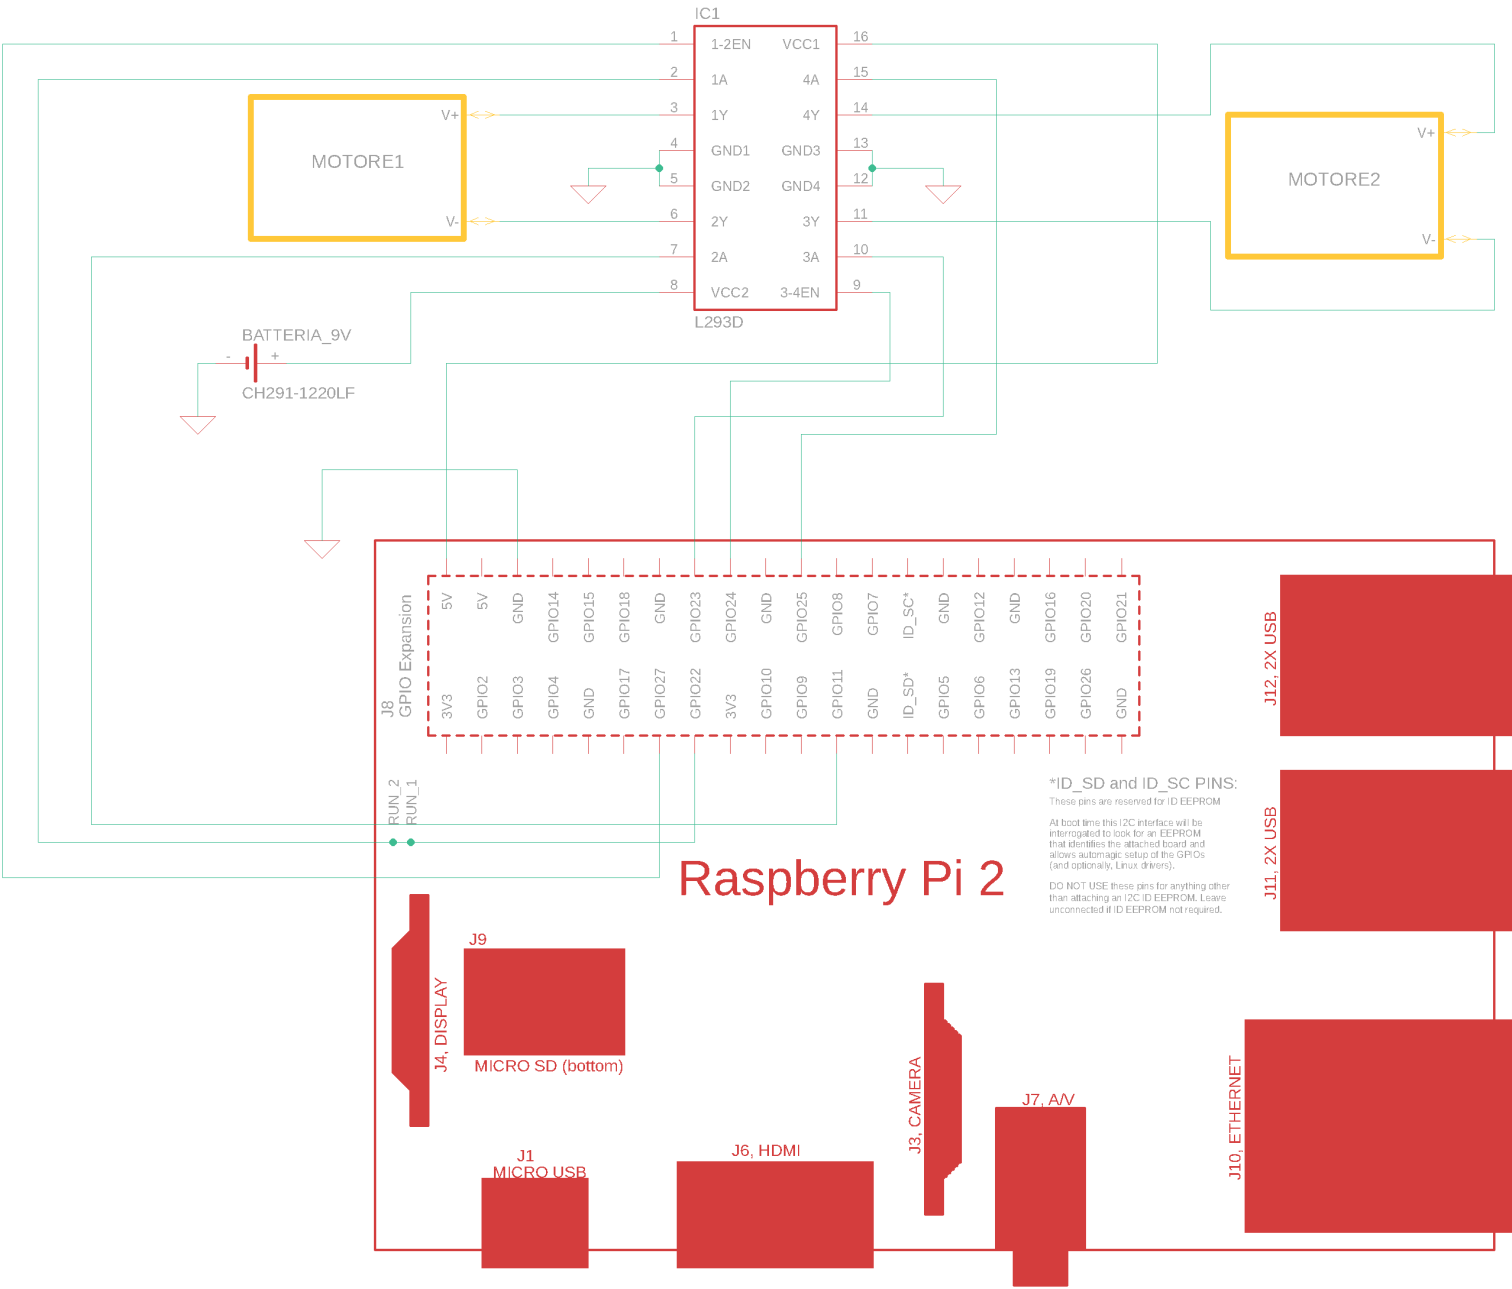 IC1
1
1-2EN
VCC1
16
2
1A
4A
15
3
1Y
4Y
14
4
GND1
GND3
13
5
GND2
GND4
12
6
2Y
3Y
11
7
2A
3A
10
8
VCC2
3-4EN
9
L293D
V+
MOTORE1
V-
V+
MOTORE2
V-
BATTERIA_9V
- +
CH291-1220LF
J8
GPIO Expansion
5V
5V
GND
GPIO14
GPIO15
GPIO18
GND
GPIO23
GPIO24
GND
GPIO25
GPIO8
GPIO7
ID_SC*
GND
GPIO12
GND
GPIO16
GPIO20
GPIO21
3V3
GPIO2
GPIO3
GPIO4
GND
GPIO17
GPIO27
GPIO22
3V3
GPIO10
GPIO9
GPIO11
GND
ID_SD*
GPIO5
GPIO6
GPIO13
GPIO19
GPIO26
GND
RUN_2
RUN_1
J12, 2X USB
*ID_SD and ID_SC PINS:
These pins are reserved for ID EEPROM
At boot time this I2C interface will be
interrogated to look for an EEPROM
that identifies the attached board and
allows automagic setup of the GPIOs
(and optionally, Linux drivers).
DO NOT USE these pins for anything other
than attaching an I2C ID EEPROM. Leave
unconnected if ID EEPROM not required.
J11, 2X USB
Raspberry Pi 2
J4, DISPLAY
J9
MICRO SD (bottom)
J1
MICRO USB
J6, HDMI
J3, CAMERA
J7, A/V
J10, ETHERNET